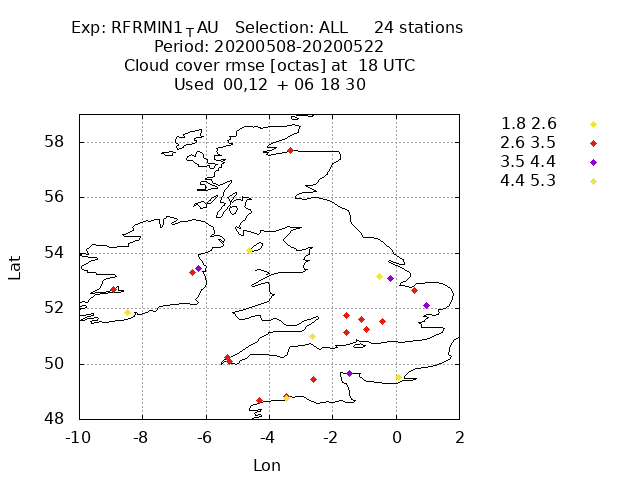 Exp: RFRMIN1TAU Selection: ALL 24 stations
Period: 20200508-20200522
Cloud cover rmse [octas] at 18 UTC
Used 00,12 + 06 18 30
1.8 2.6
2.6 3.5
3.5 4.4
4.4 5.3
58
56
54
52
50
48
Lat
-10 -8 -6 -4 -2 0 2
Lon